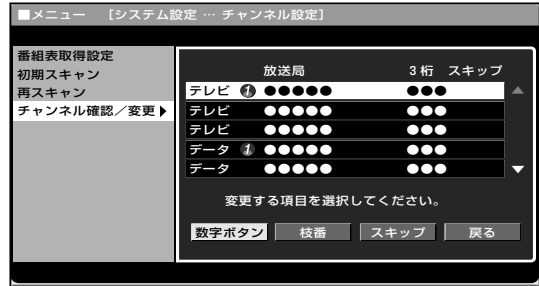 ■メニュー [システム設定 … チャンネル設定]
番組表取得設定
初期スキャン
再スキャン
チャンネル確認／変更▶
放送局 3桁 スキップ
テレビ 1 ●●●●● ●●●
テレビ ●●●●● ●●●
テレビ ●●●●● ●●●
データ 1 ●●●●● ●●●
データ ●●●●● ●●●
変更する項目を選択してください。
数字ボタン 枝番 スキップ 戻る